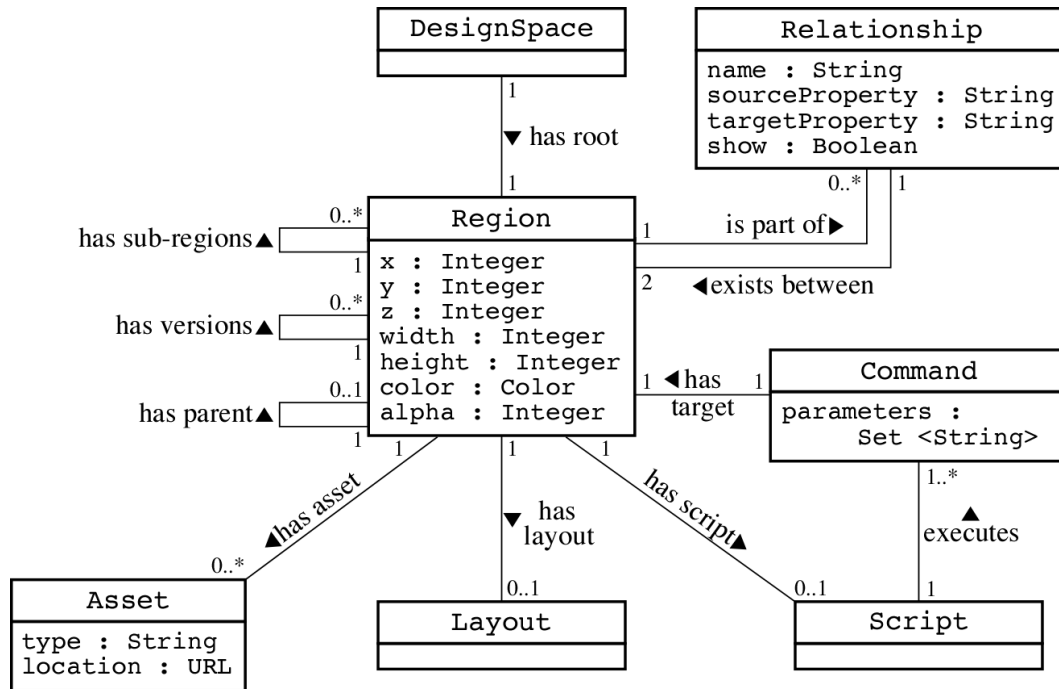 DesignSpace
1
has root
1
Relationship
name : String
sourceProperty : String
targetProperty : String
show : Boolean
0..*
1
Region
x : Integer
y : Integer
z : Integer
width : Integer
height : Integer
color : Color
alpha : Integer
0..*
has sub-regions
1
0..*
has versions
1
0..1
has parent
1
1
is part of
2
exists between
1
has
target
1
Command
parameters :
Set <String>
1
has asset
0..*
1
has
layout
0..1
1
has script
0..1
1..*
executes
1
Asset
type : String
location : URL
Layout
Script